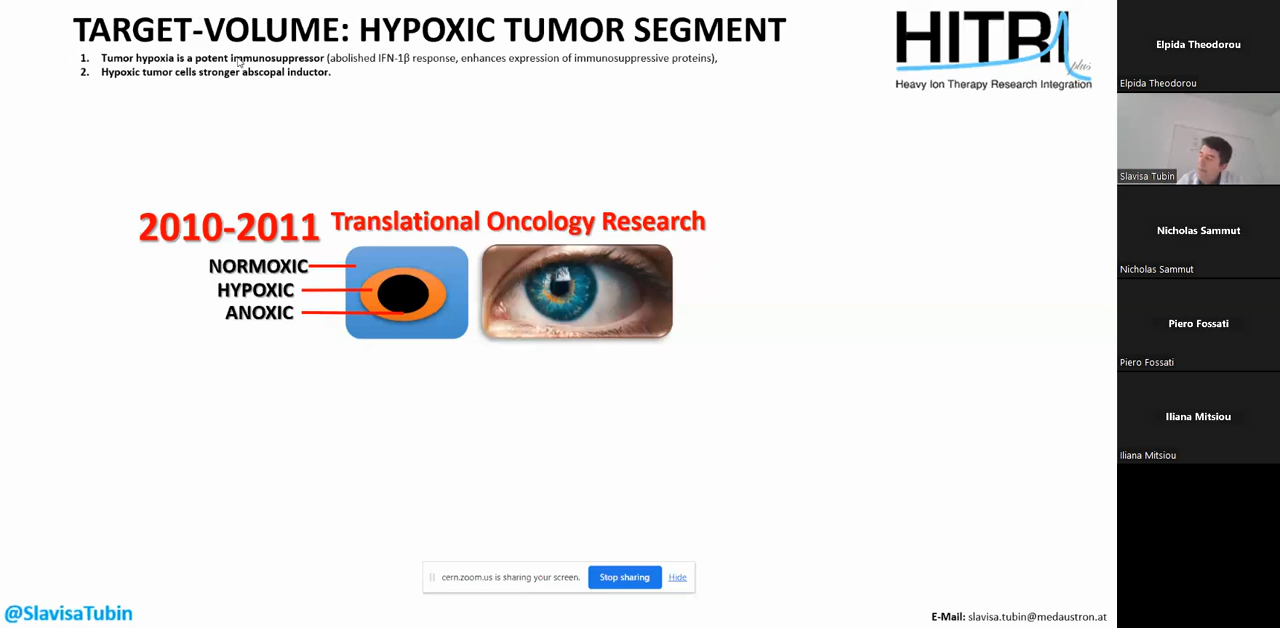 TARGET-VOLUME: HYPOXIC TUMOR SEGMENT
1. Tumor hypoxia is a potent immunosuppressor (abolished IFN-1β response, enhances expression of immunosuppressive proteins),
2. Hypoxic tumor cells stronger abscopal inductor.
HITRI plus
Heavy Ion Therapy Research Integration
2010-2011 Translational Oncology Research
NORMOXIC
HYPOXIC
ANOXIC
cern.zoom.us is sharing your screen. Stop sharing Hide
@SlavisaTubin
E-Mail: slavisa.tubin@medaustron.at
Elpida Theodorou
Elpida Theodorou
Slavisa Tubin
Nicholas Sammut
Nicholas Sammut
Piero Fossati
Piero Fossati
Iliana Mitsiou
Iliana Mitsiou